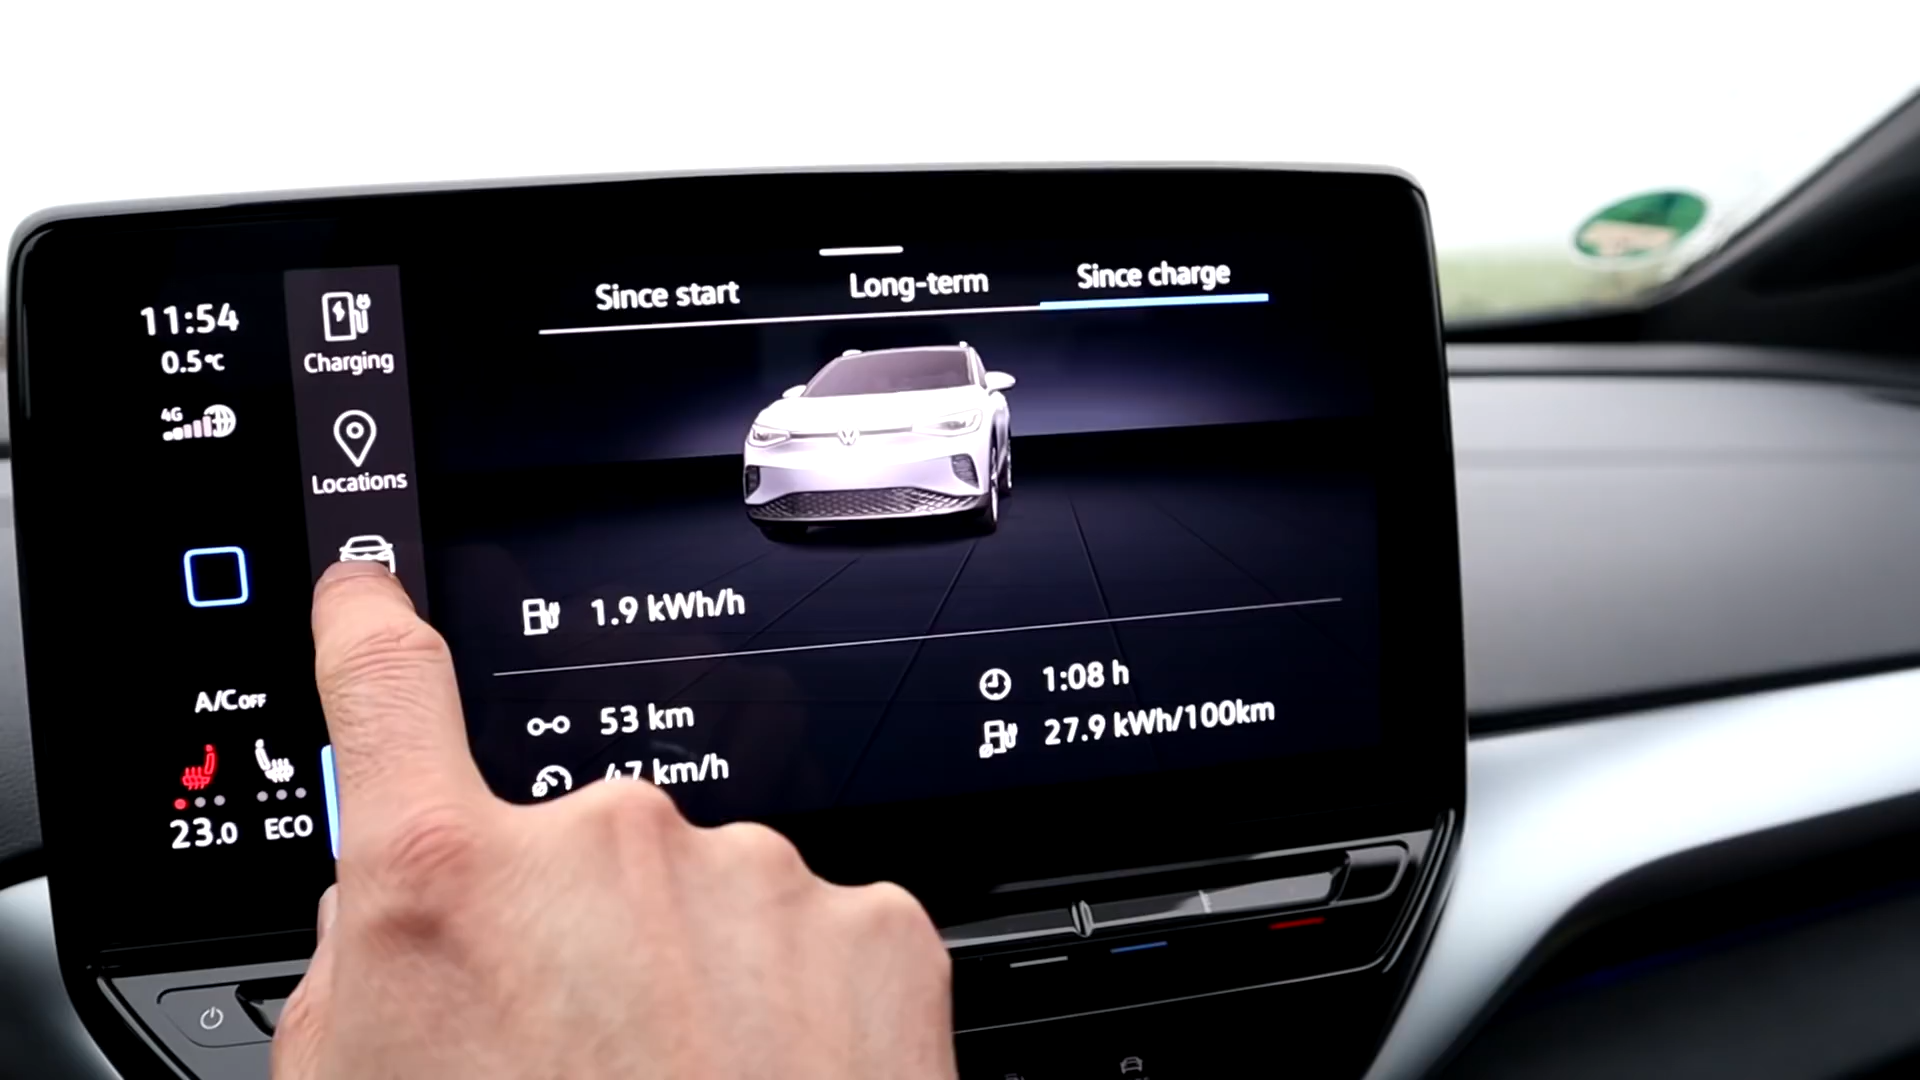 Since start
Long-term
Since charge
11:54
0.5°C
4G
Charging
Locations
1.9 kWh/h
1:08 h
53 km
27.9 kWh/100km
47 km/h
A/C OFF
23.0
ECO